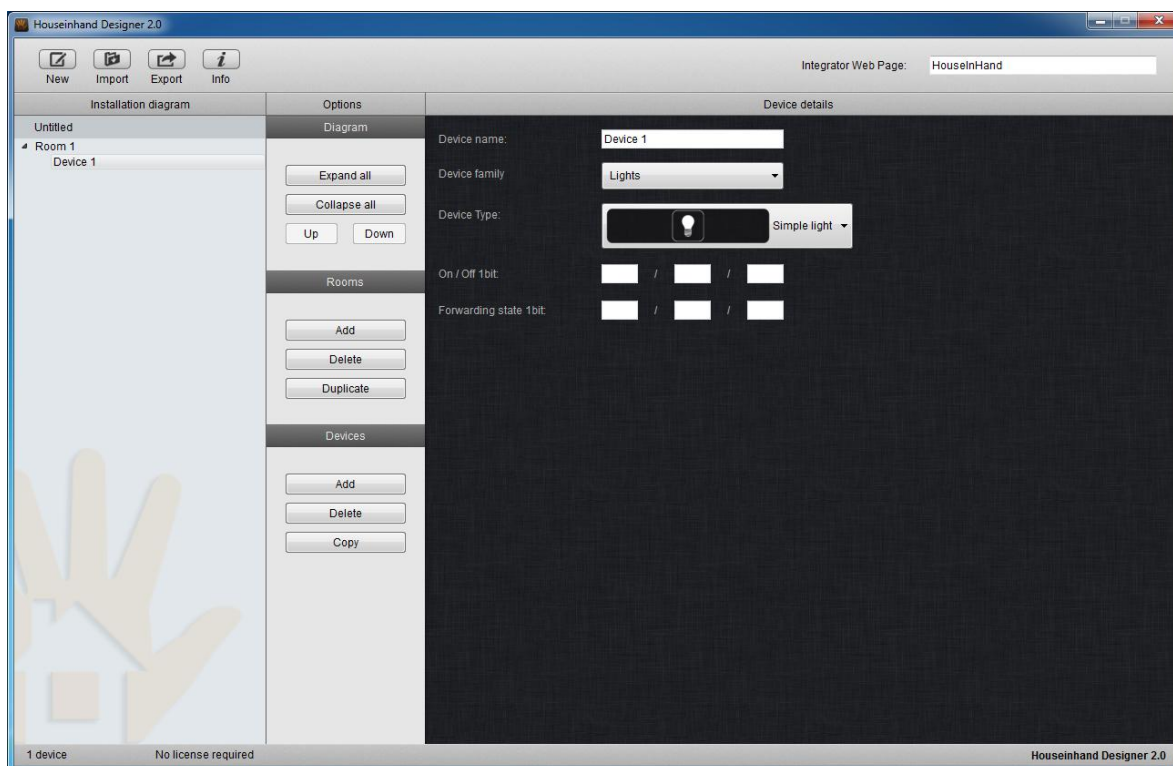 Houseinhand Designer 2.0
New Import Export Info
Integrator Web Page: HouseInHand
Installation diagram
Options
Device details
Untitled
Room 1
Device 1
Diagram
Expand all
Collapse all
Up Down
Rooms
Add
Delete
Duplicate
Devices
Add
Delete
Copy
Device name: Device 1
Device family Lights
Device Type: Simple light
On / Off 1bit: / /
Forwarding state 1bit: / /
1 device No license required Houseinhand Designer 2.0